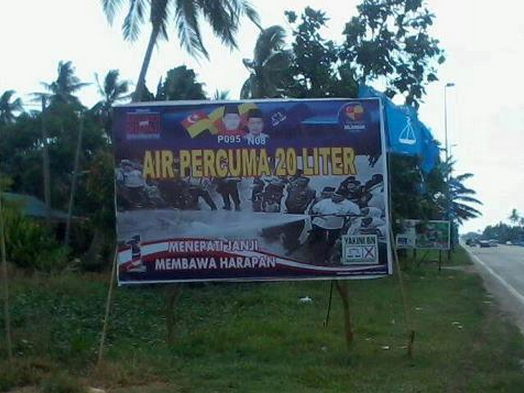 P095 N08
AIR PERCUMA 20 LITER
MENEPATI JANJI
MEMBAWA HARAPAN
YAKINI BN